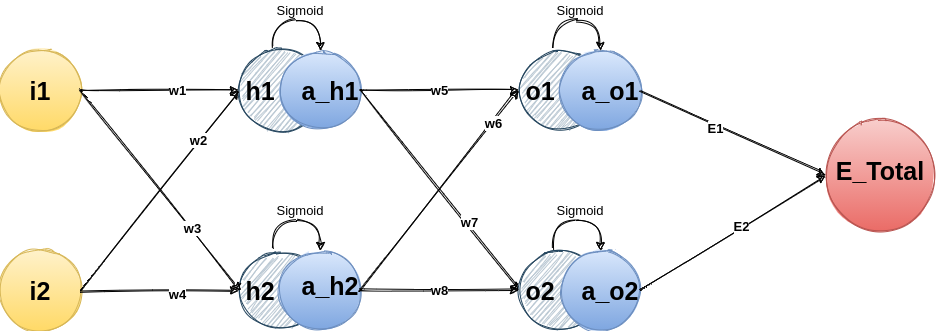 Sigmoid
Sigmoid
i1
w1
h1
a_h1
w5
o1
a_o1
w2
w6
E1
E_Total
w3
w7
E2
Sigmoid
Sigmoid
i2
w4
h2
a_h2
w8
o2
a_o2